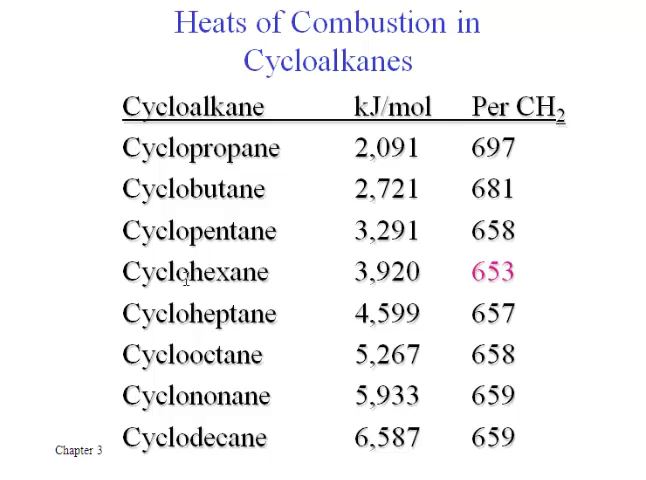 Heats of Combustion in
Cycloalkanes
Cycloalkane kJ/mol Per CH₂
Cyclopropane 2,091 697
Cyclobutane 2,721 681
Cyclopentane 3,291 658
Cyclohexane 3,920 653
Cycloheptane 4,599 657
Cyclooctane 5,267 658
Cyclononane 5,933 659
Cyclodecane 6,587 659
Chapter 3